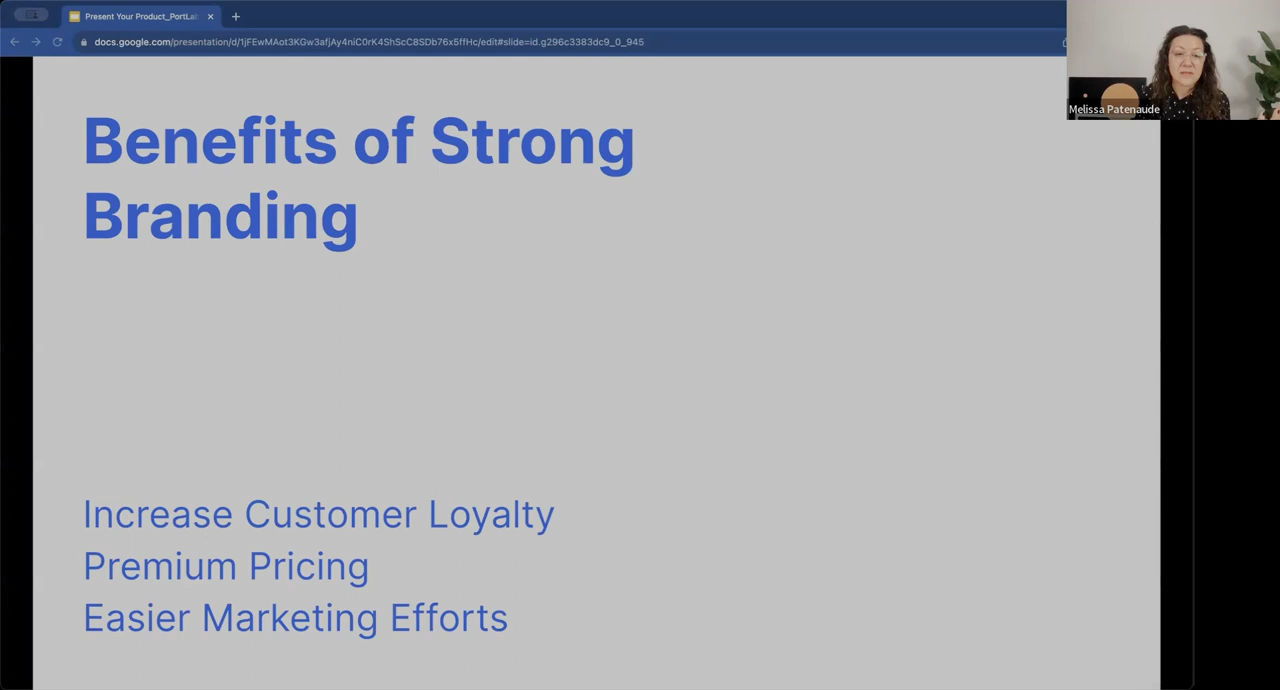 Present Your Product_PortLa
docs.google.com/presentation/d/1jFEwMAot3KGw3afjAy4niC0rK4ShScC8SDb76x5ffHc/edit#slide=id.g296c3383dc9_0_945
Melissa Patenaude
Benefits of Strong
Branding
Increase Customer Loyalty
Premium Pricing
Easier Marketing Efforts